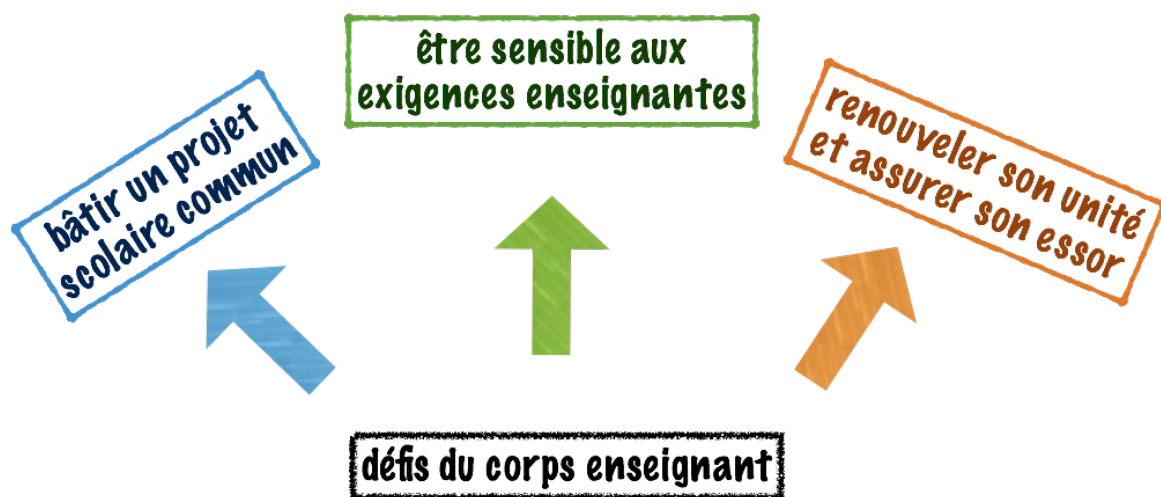 être sensible aux
exigences enseignantes
bâtir un projet
scolaire commun
renouveler son unité
et assurer son essor
défis du corps enseignant